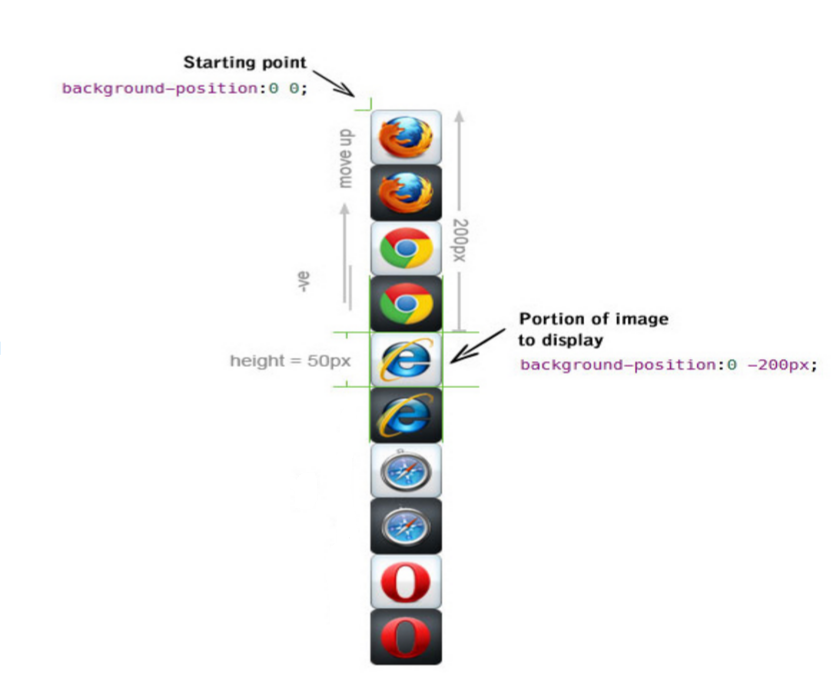 Starting point
background-position:0 0;
move up
-ve
200px
height = 50px
Portion of image
to display
background-position:0 -200px;